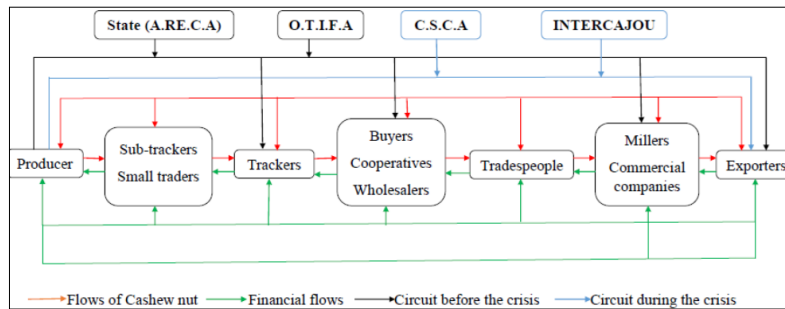 State (A.RE.C.A)
O.T.I.F.A
C.S.C.A
INTERCAJOU
Producer
Sub-trackers
Small traders
Trackers
Buyers
Cooperatives
Wholesalers
Tradespeople
Millers
Commercial
companies
Exporters
Flows of Cashew nut
Financial flows
Circuit before the crisis
Circuit during the crisis